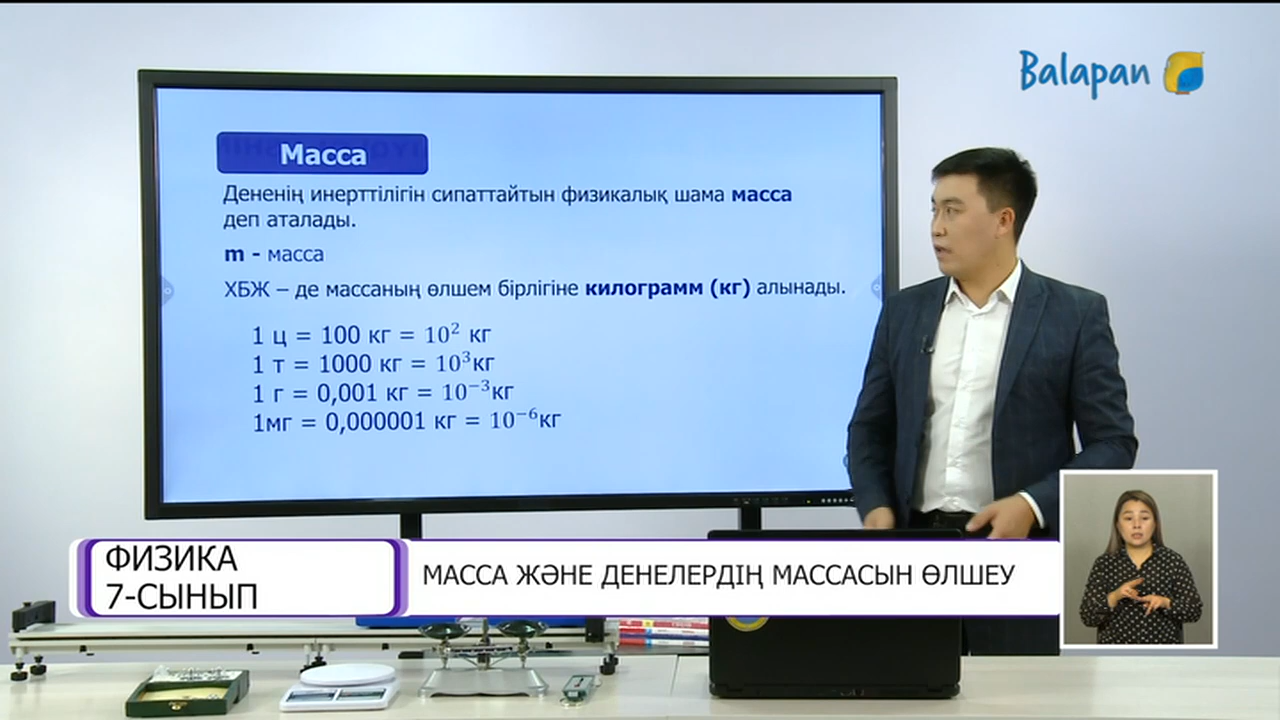 Balapan
Масса
Дененің инерттілігін сипаттайтын физикалық шама масса
деп аталады.
m - масса
ХБЖ – де массаның өлшем бірлігіне килограмм (кг) алынады.
1 ц = 100 кг = 10² кг
1 т = 1000 кг = 10³кг
1 г = 0,001 кг = 10⁻³кг
1мг = 0,000001 кг = 10⁻⁶кг
ФИЗИКА
7-СЫНЫП
МАССА ЖӘНЕ ДЕНЕЛЕРДІҢ МАССАСЫН ӨЛШЕУ